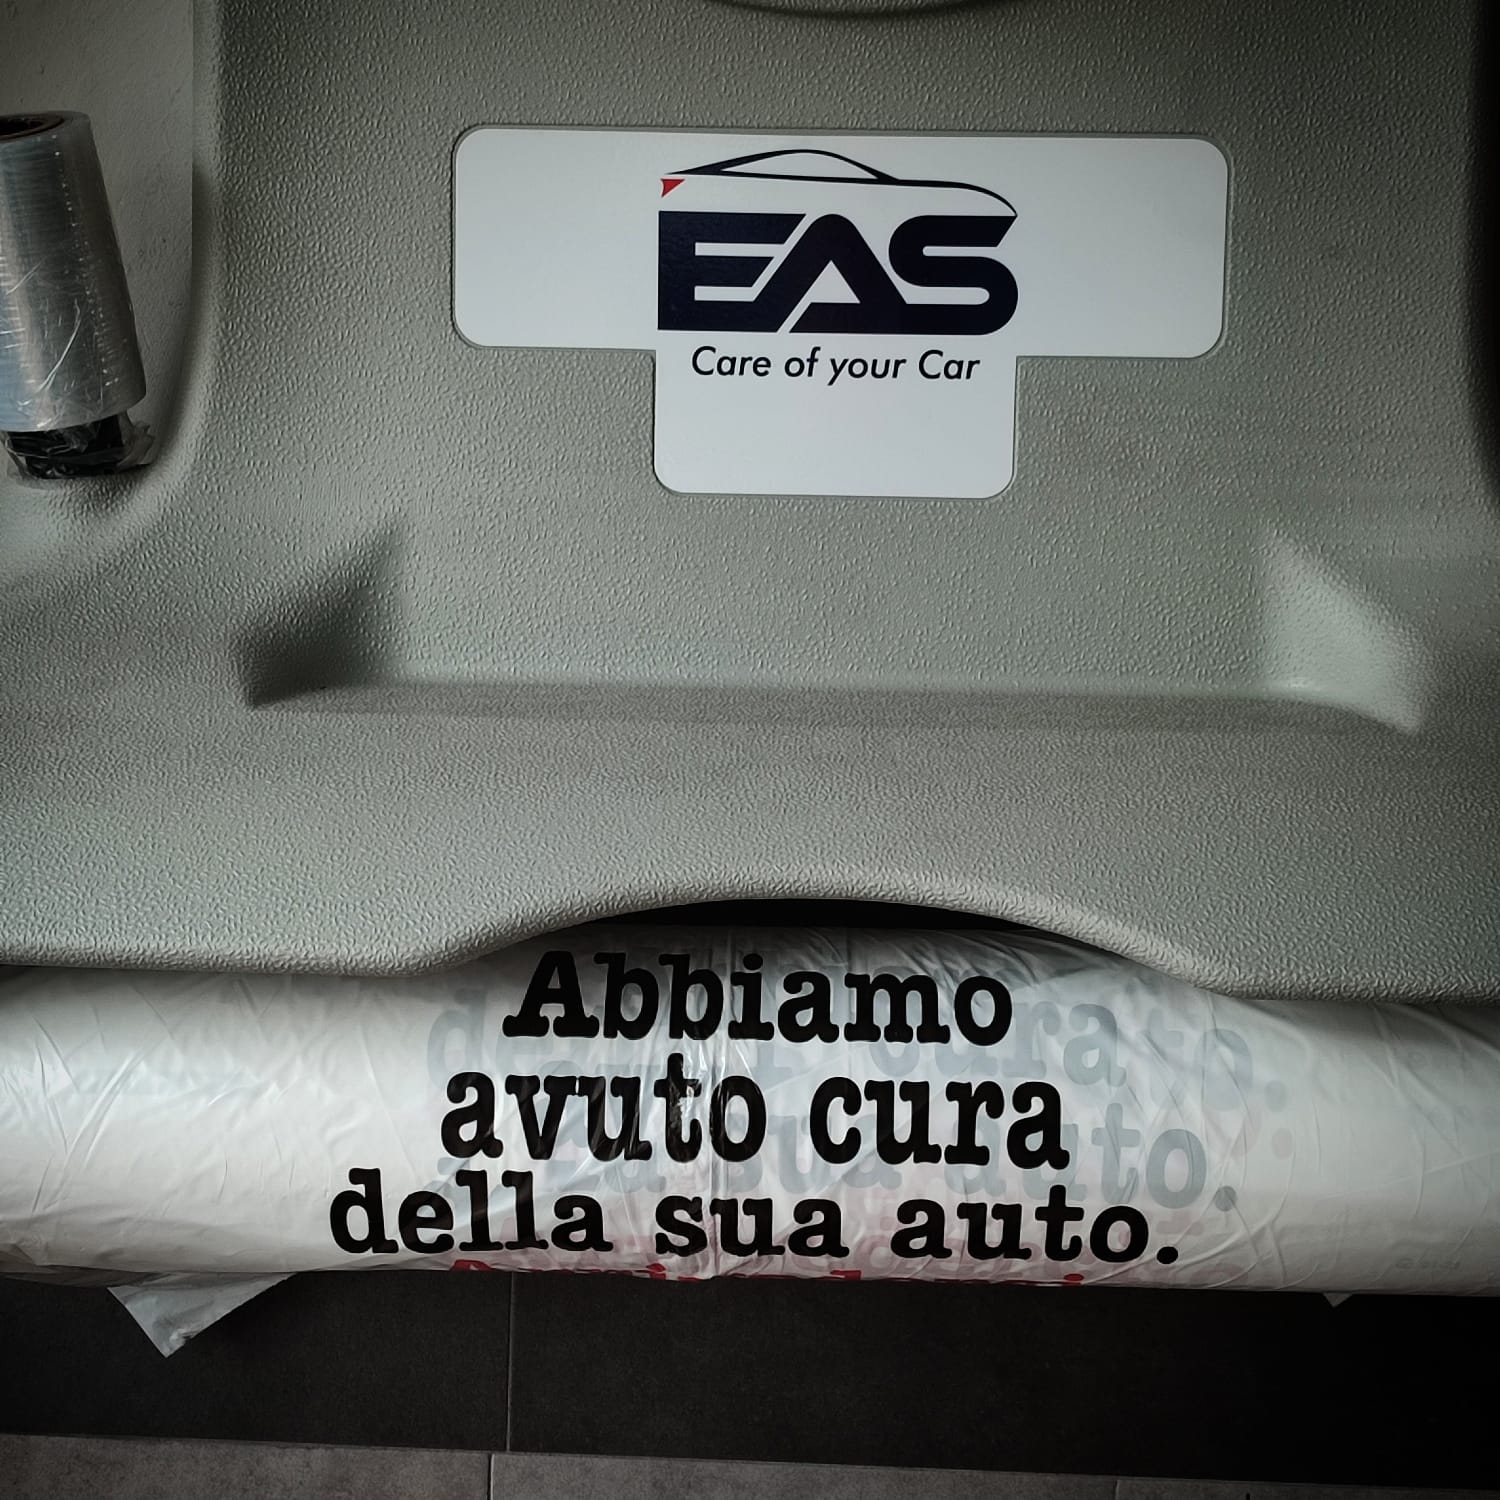 EAS
Care of your Car
Abbiamo
avuto cura
della sua auto.